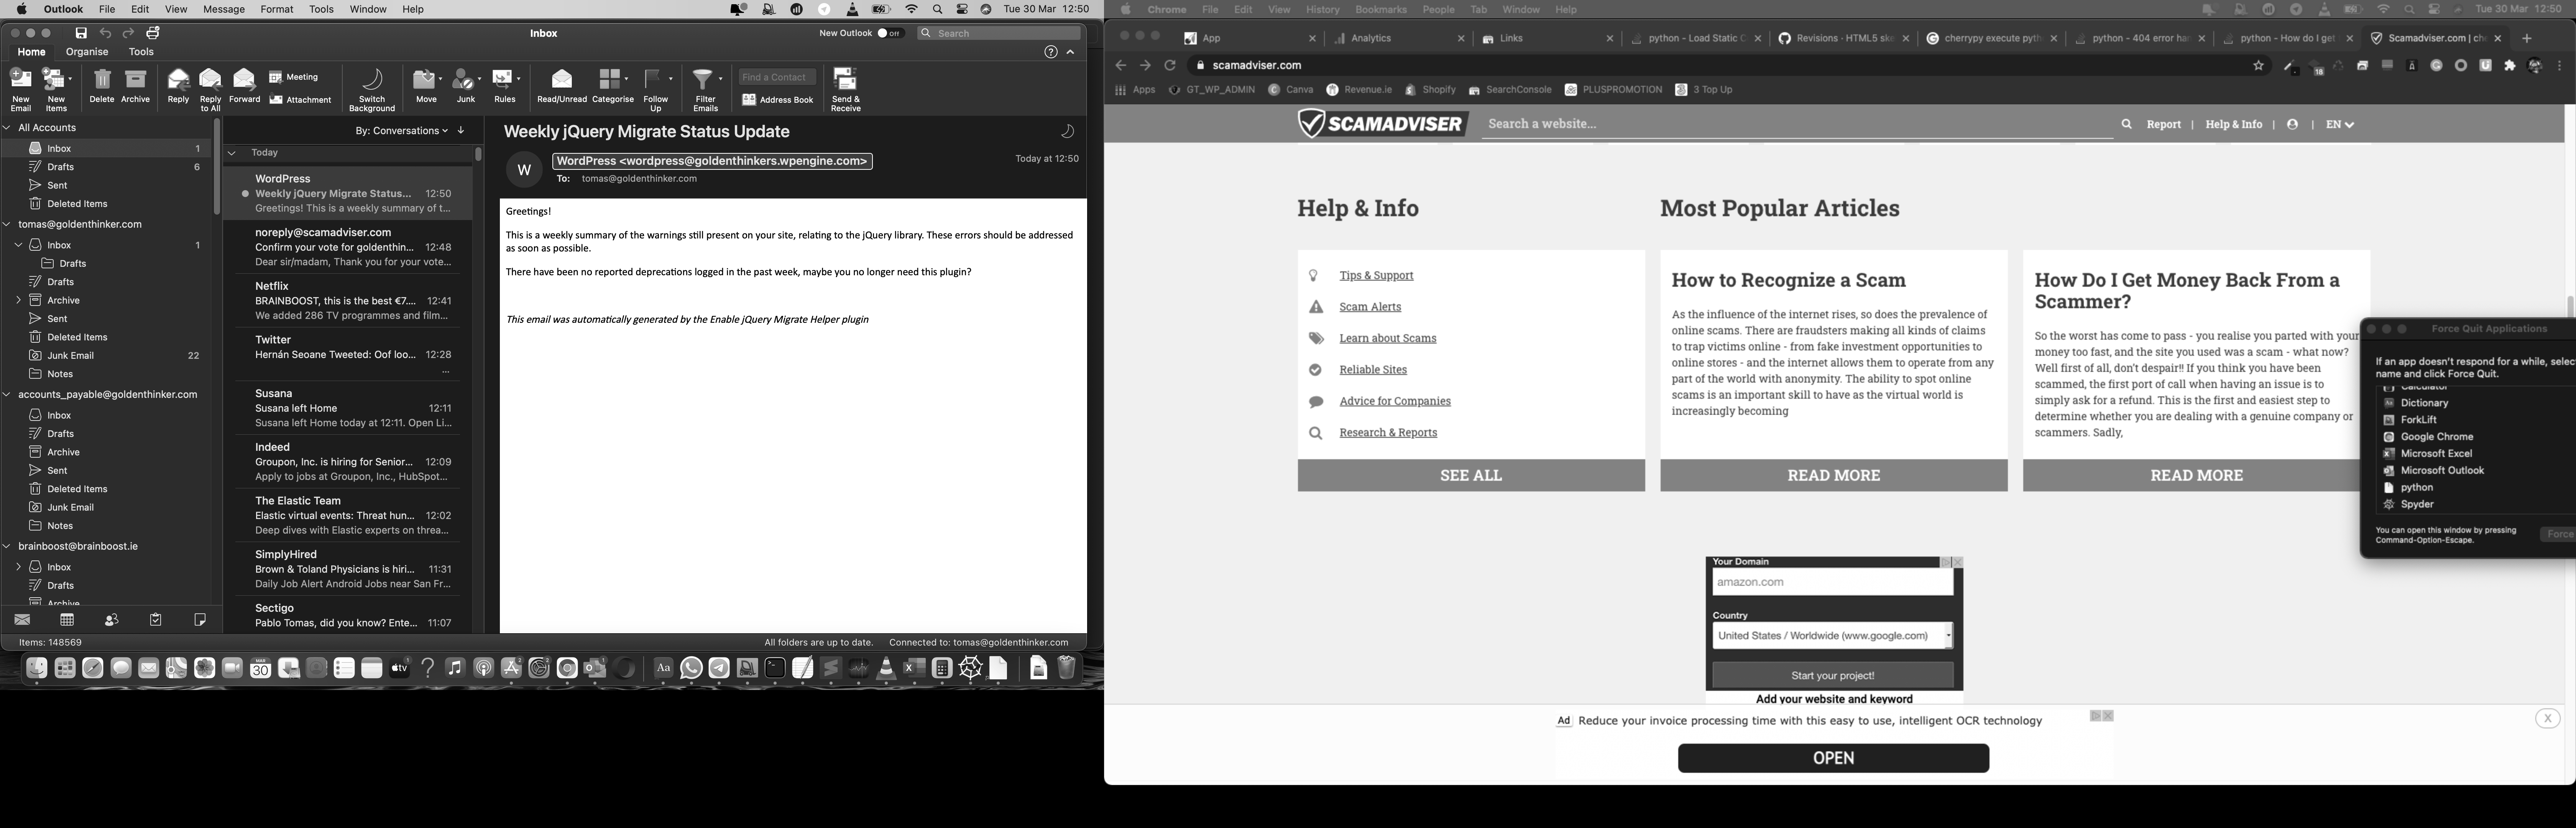 Outlook File Edit View Message Format Tools Window Help
Tue 30 Mar 12:50
Inbox
New Outlook Off
Search
Home Organise Tools
New Email
New Items
Delete
Archive
Reply
Reply to All
Forward
Meeting
Attachment
Switch Background
Move
Junk
Rules
Read/Unread
Categorise
Follow Up
Filter Emails
Find a Contact
Address Book
Send & Receive
All Accounts
Inbox 1
Drafts 6
Sent
Deleted Items
tomas@goldenthinker.com
Inbox 1
Drafts
Drafts
Archive
Sent
Deleted Items
Junk Email 22
Notes
accounts_payable@goldenthinker.com
Inbox
Drafts
Archive
Sent
Deleted Items
Junk Email
Notes
brainboost@brainboost.ie
Inbox
Drafts
Archive
By: Conversations
Today
WordPress
Weekly jQuery Migrate Status... 12:50
Greetings! This is a weekly summary of t...
noreply@scamadviser.com
Confirm your vote for goldenthin... 12:48
Dear sir/madam, Thank you for your vote...
Netflix
BRAINBOOST, this is the best €7.... 12:41
We added 286 TV programmes and film...
Twitter
Hernán Seoane Tweeted: Oof loo... 12:28
...
Susana
Susana left Home 12:11
Susana left Home today at 12:11. Open Li...
Indeed
Groupon, Inc. is hiring for Senior... 12:09
Apply to jobs at Groupon, Inc., HubSpot...
The Elastic Team
Elastic virtual events: Threat hun... 12:02
Deep dives with Elastic experts on threa...
SimplyHired
Brown & Toland Physicians is hiri... 11:31
Daily Job Alert Android Jobs near San Fr...
Sectigo
Pablo Tomas, did you know? Ente... 11:07
Weekly jQuery Migrate Status Update
W
WordPress <wordpress@goldenthinkers.wpengine.com>
Today at 12:50
To: tomas@goldenthinker.com
Greetings!
This is a weekly summary of the warnings still present on your site, relating to the jQuery library. These errors should be addressed
as soon as possible.
There have been no reported deprecations logged in the past week, maybe you no longer need this plugin?
This email was automatically generated by the Enable jQuery Migrate Helper plugin
Items: 148569
All folders are up to date.
Connected to: tomas@goldenthinker.com
MAR
30
tv
Aa
Chrome File Edit View History Bookmarks People Tab Window Help
Tue 30 Mar 12:50
App
Analytics
Links
python - Load Static C
Revisions · HTML5 ske
cherrypy execute pyth
python - 404 error han
python - How do I get
Scamadviser.com | che
scamadviser.com
18
Apps
GT_WP_ADMIN
Canva
Revenue.ie
Shopify
SearchConsole
PLUSPROMOTION
3 Top Up
SCAMADVISER
Search a website...
Report | Help & Info | | EN
Help & Info
Tips & Support
Scam Alerts
Learn about Scams
Reliable Sites
Advice for Companies
Research & Reports
SEE ALL
Most Popular Articles
How to Recognize a Scam
As the influence of the internet rises, so does the prevalence of
online scams. There are fraudsters making all kinds of claims
to trap victims online - from fake investment opportunities to
online stores - and the internet allows them to operate from any
part of the world with anonymity. The ability to spot online
scams is an important skill to have as the virtual world is
increasingly becoming
READ MORE
How Do I Get Money Back From a
Scammer?
So the worst has come to pass - you realise you parted with your
money too fast, and the site you used was a scam - what now?
Well first of all, don't despair!! If you think you have been
scammed, the first port of call when having an issue is to
simply ask for a refund. This is the first and easiest step to
determine whether you are dealing with a genuine company or
scammers. Sadly,
READ MORE
Force Quit Applications
If an app doesn't respond for a while, selec
name and click Force Quit.
Calculator
Dictionary
ForkLift
Google Chrome
Microsoft Excel
Microsoft Outlook
python
Spyder
You can open this window by pressing
Command-Option-Escape.
Force
Your Domain
amazon.com
Country
United States / Worldwide (www.google.com)
Start your project!
Add your website and keyword
Ad Reduce your invoice processing time with this easy to use, intelligent OCR technology
X
OPEN